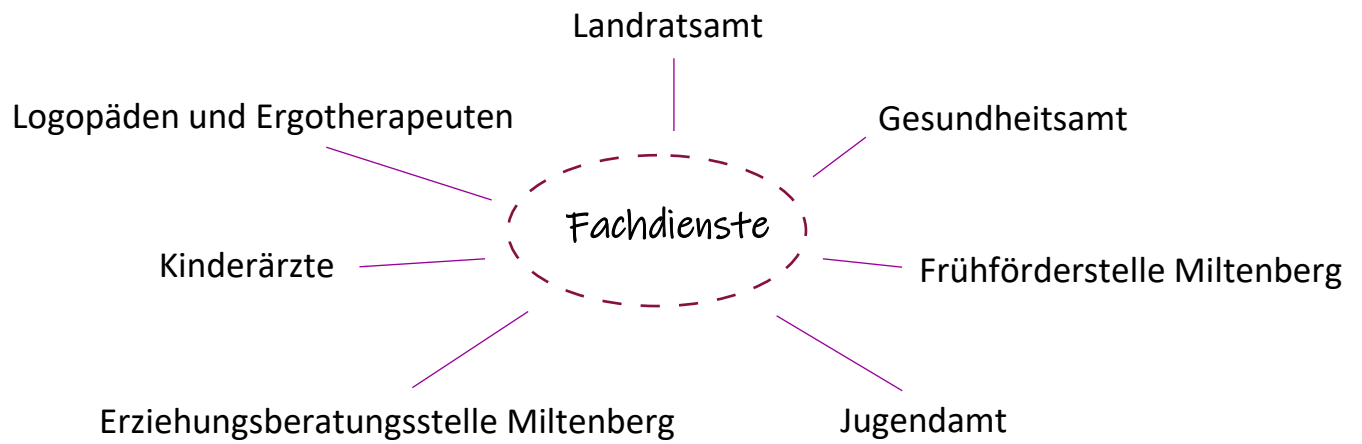 Landratsamt
Logopäden und Ergotherapeuten
Gesundheitsamt
Fachdienste
Kinderärzte
Frühförderstelle Miltenberg
Erziehungsberatungsstelle Miltenberg
Jugendamt